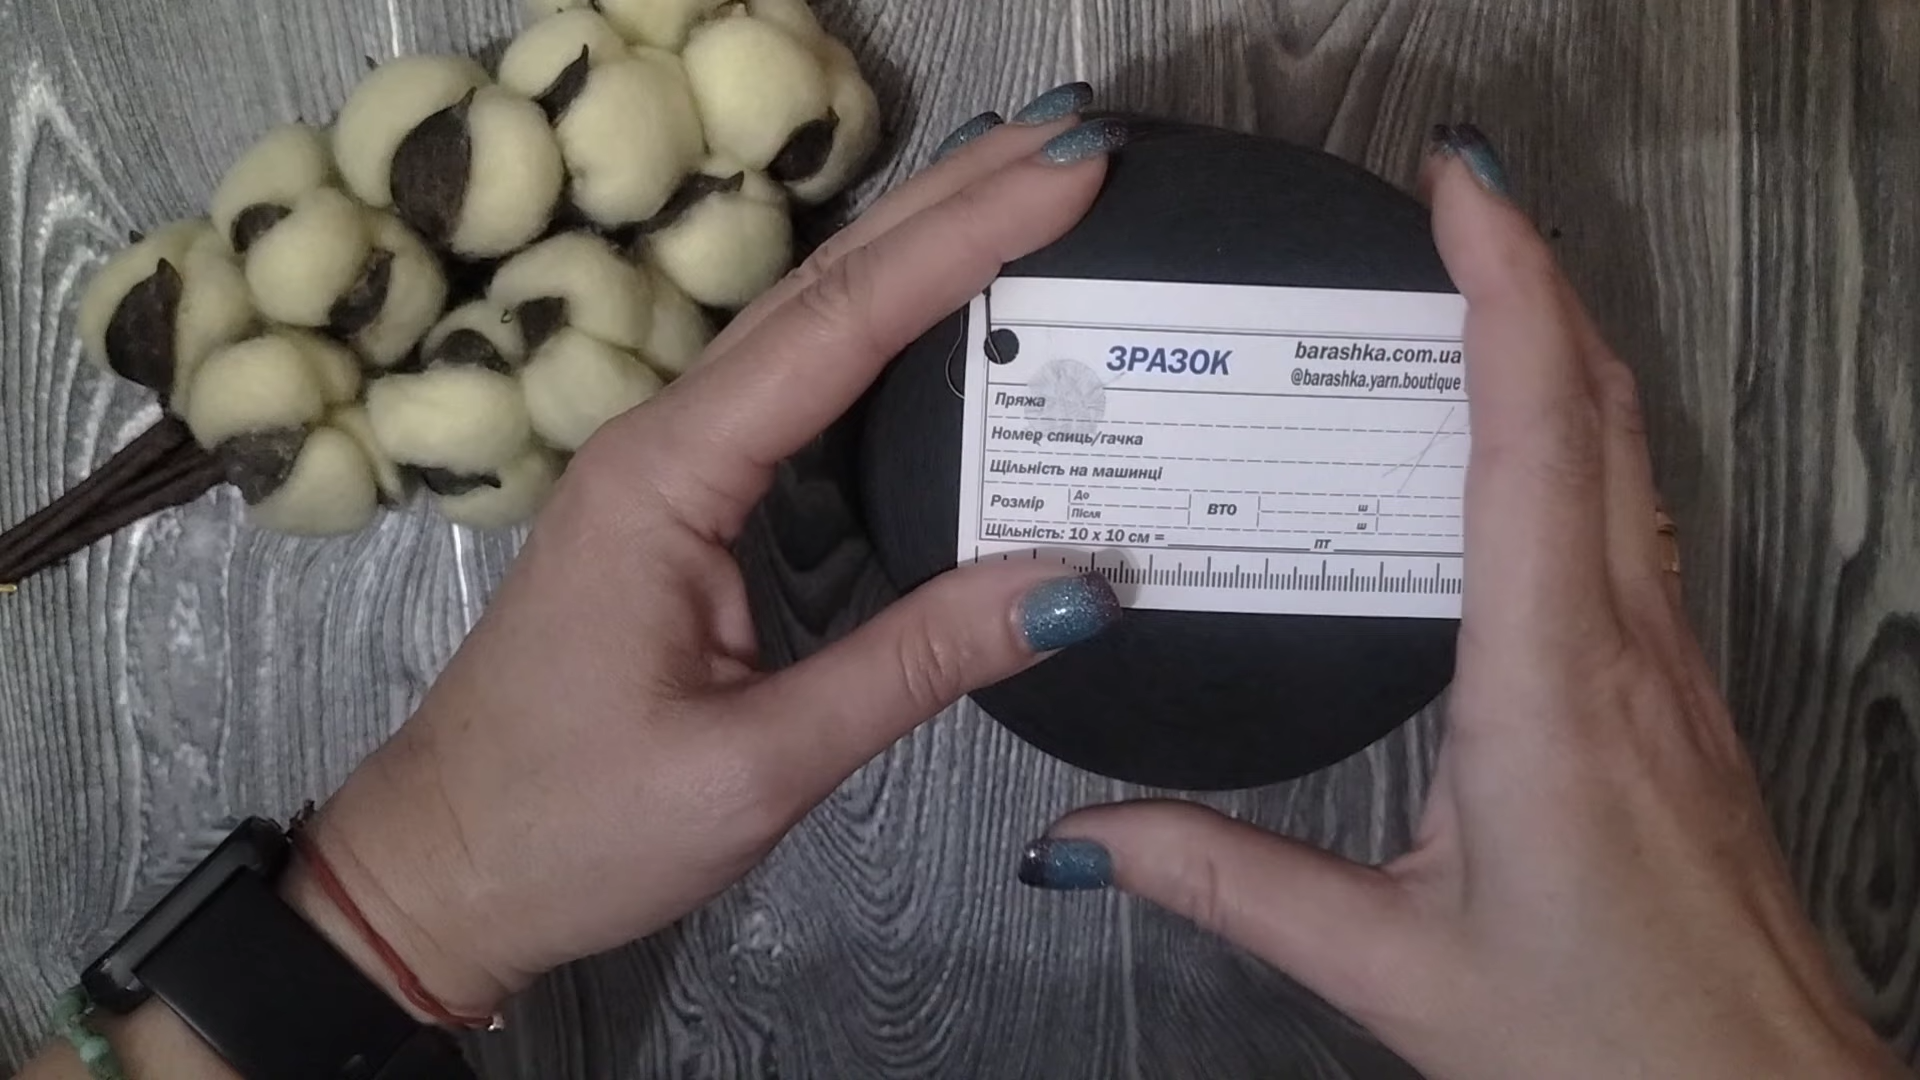 ЗРАЗОК
barashka.com.ua
@barashka.yarn.boutique
Пряжа
Номер спиць/гачка
Щільність на машинці
Розмір До ВТО ш
Після ш
Щільність: 10 x 10 см = пт